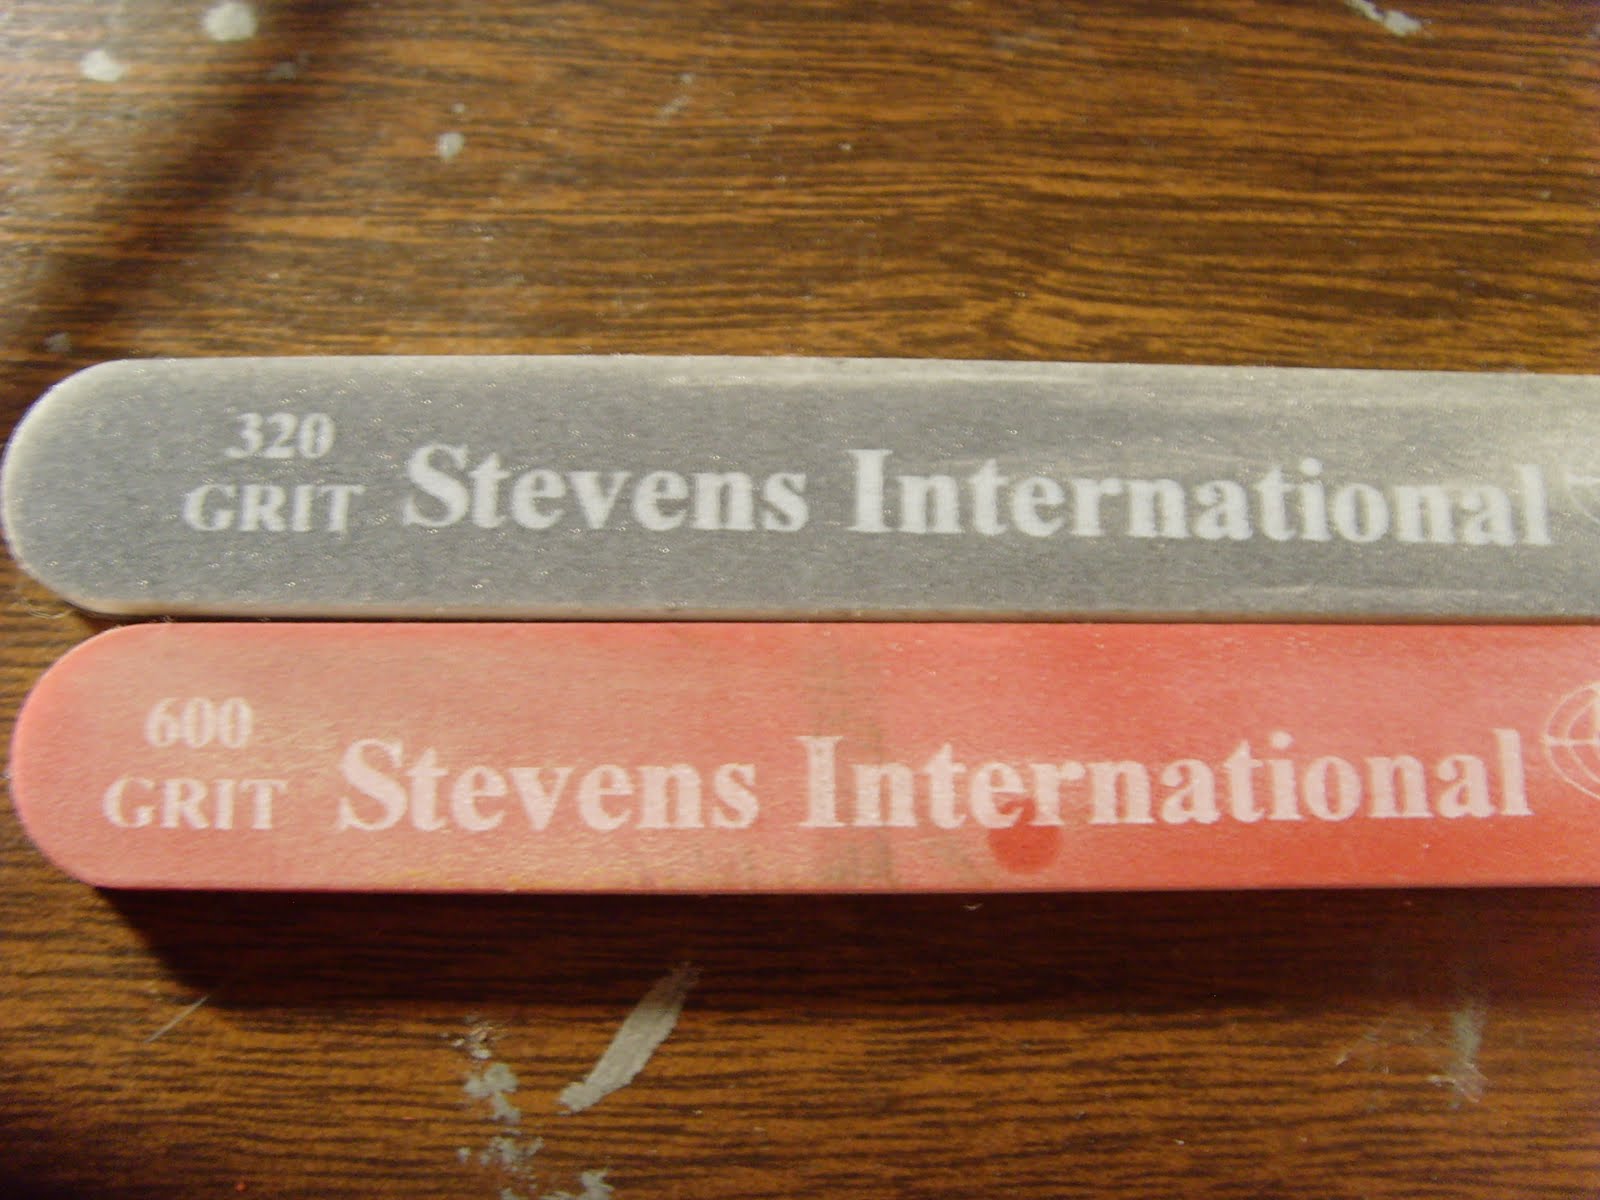 320
GRIT
Stevens International
600
GRIT
Stevens International